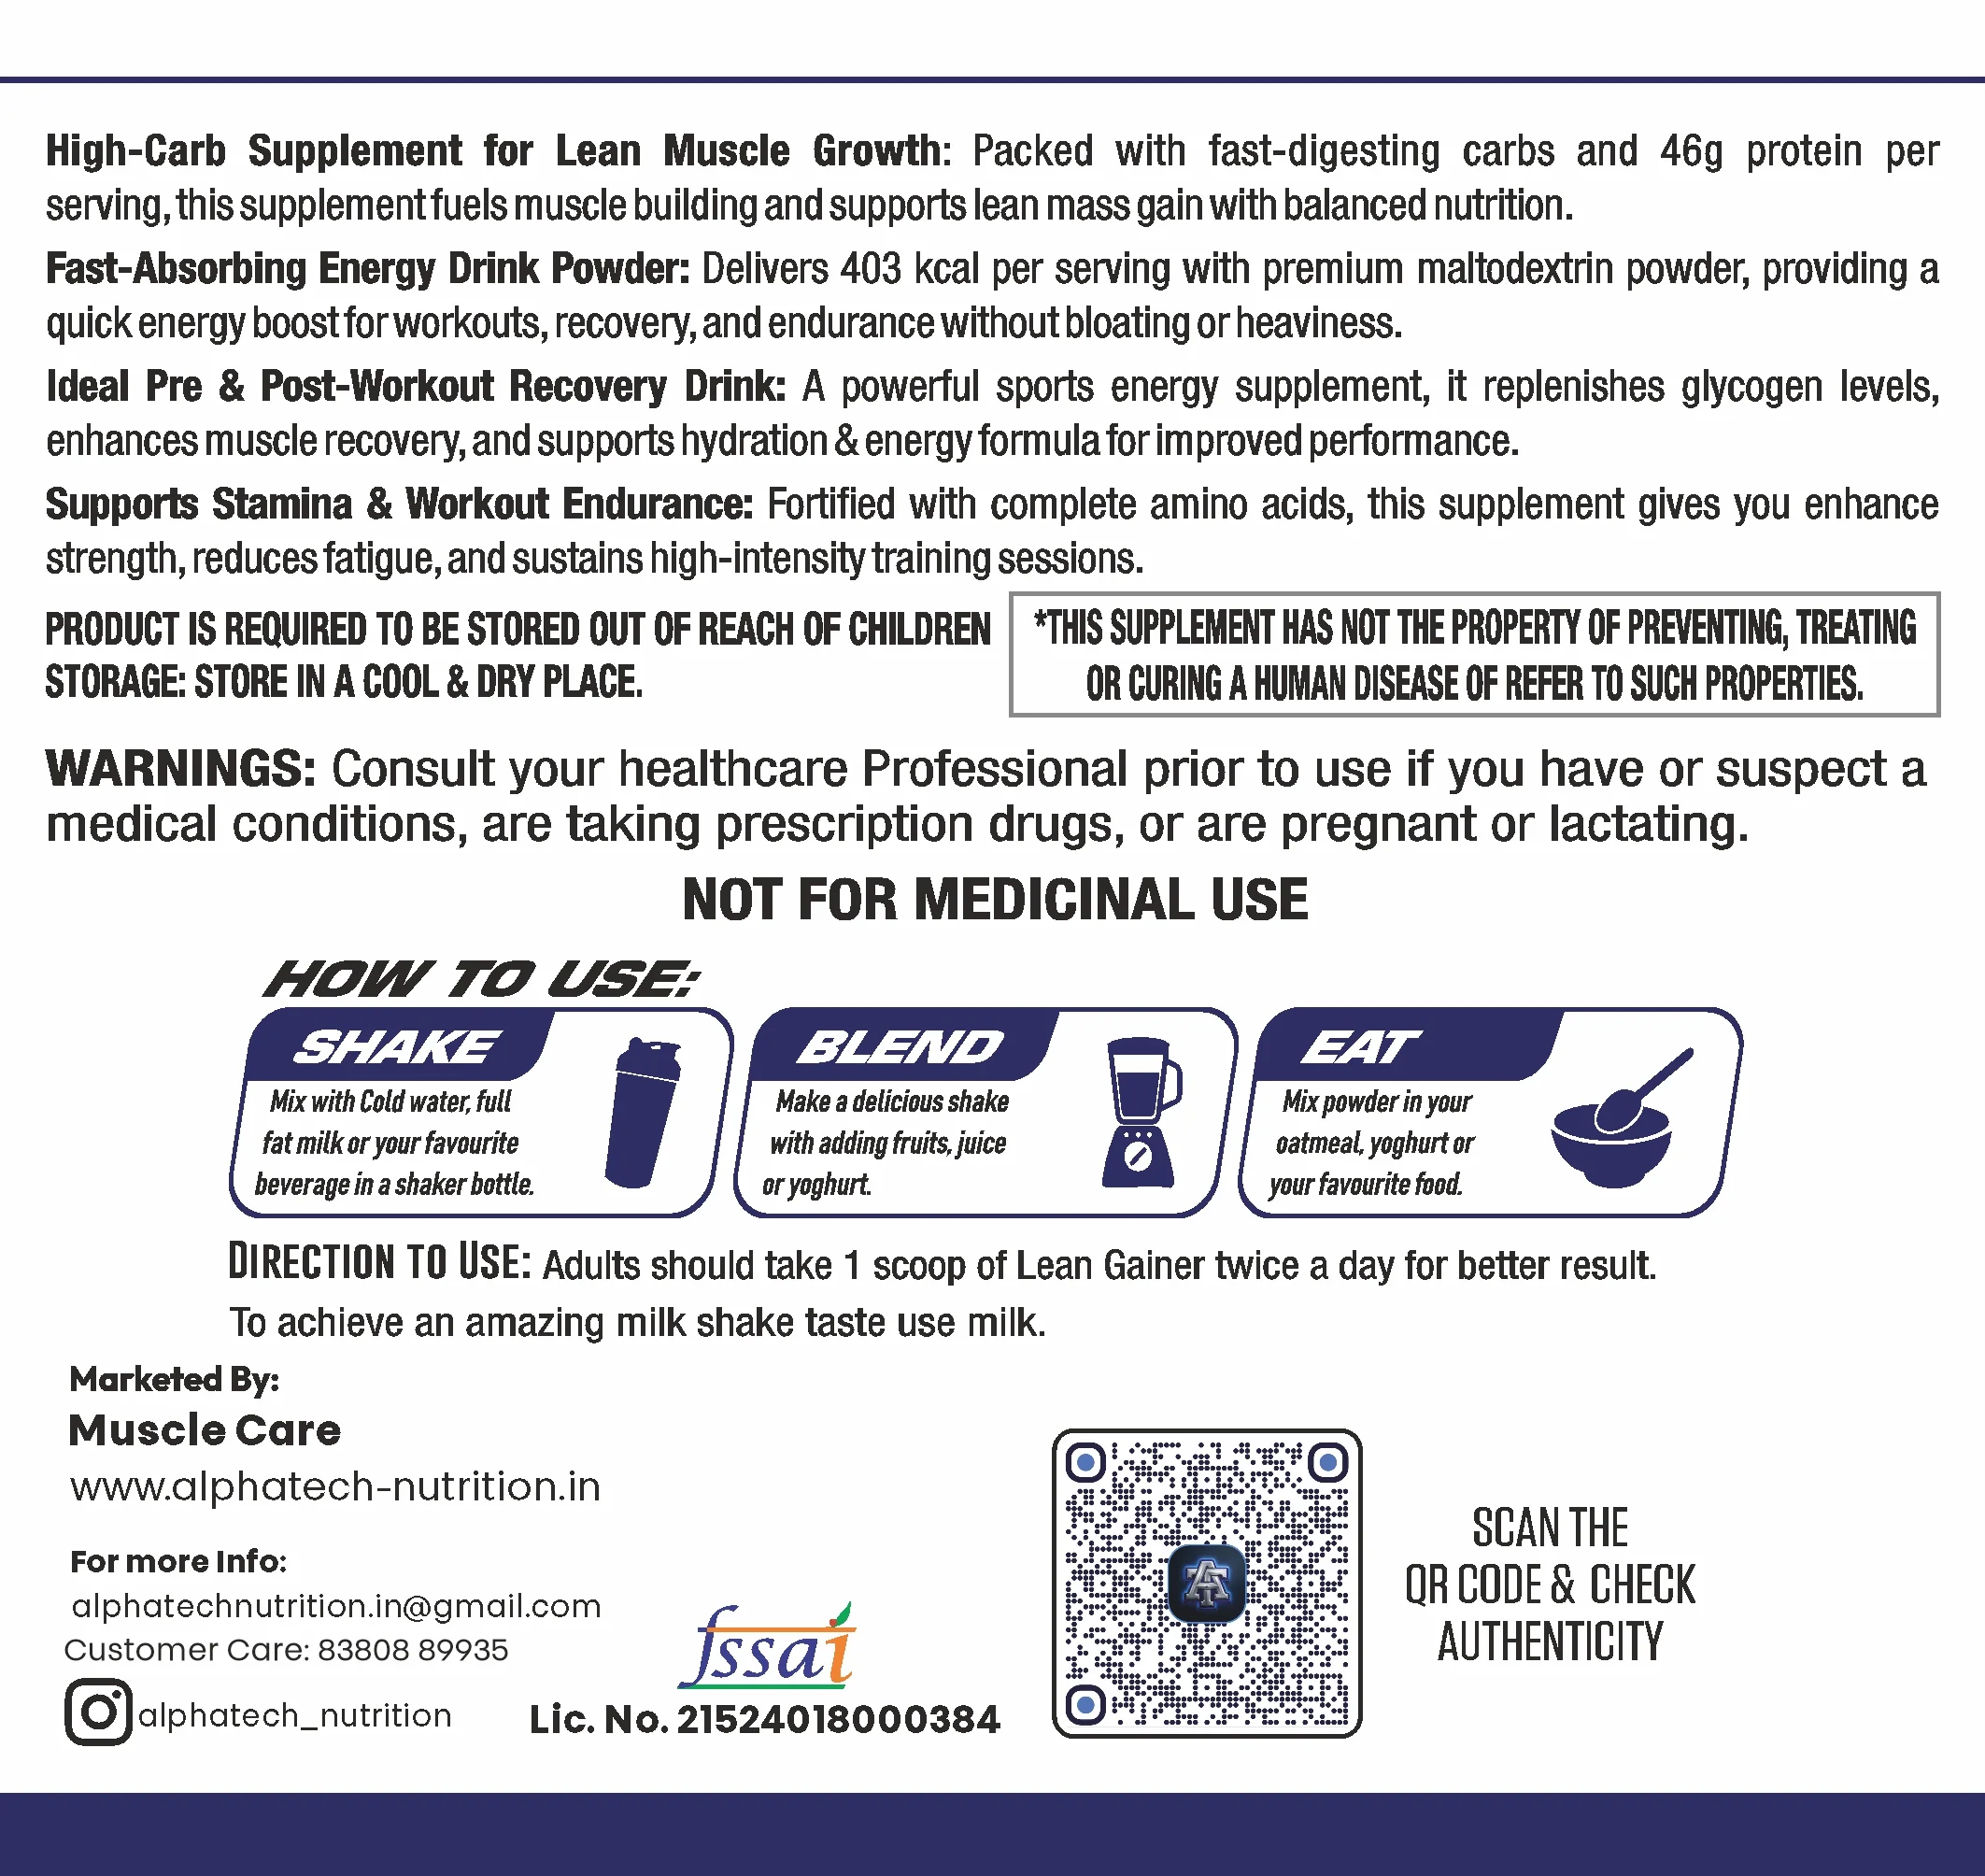 High-Carb Supplement for Lean Muscle Growth: Packed with fast-digesting carbs and 46g protein per
serving, this supplement fuels muscle building and supports lean mass gain with balanced nutrition.
Fast-Absorbing Energy Drink Powder: Delivers 403 kcal per serving with premium maltodextrin powder, providing a
quick energy boost for workouts, recovery, and endurance without bloating or heaviness.
Ideal Pre & Post-Workout Recovery Drink: A powerful sports energy supplement, it replenishes glycogen levels,
enhances muscle recovery, and supports hydration & energy formula for improved performance.
Supports Stamina & Workout Endurance: Fortified with complete amino acids, this supplement gives you enhance
strength, reduces fatigue, and sustains high-intensity training sessions.
PRODUCT IS REQUIRED TO BE STORED OUT OF REACH OF CHILDREN
STORAGE: STORE IN A COOL & DRY PLACE.
*THIS SUPPLEMENT HAS NOT THE PROPERTY OF PREVENTING, TREATING
OR CURING A HUMAN DISEASE OF REFER TO SUCH PROPERTIES.
WARNINGS: Consult your healthcare Professional prior to use if you have or suspect a
medical conditions, are taking prescription drugs, or are pregnant or lactating.
NOT FOR MEDICINAL USE
HOW TO USE:
SHAKE
Mix with Cold water, full
fat milk or your favourite
beverage in a shaker bottle.
BLEND
Make a delicious shake
with adding fruits, juice
or yoghurt.
EAT
Mix powder in your
oatmeal, yoghurt or
your favourite food.
DIRECTION TO USE: Adults should take 1 scoop of Lean Gainer twice a day for better result.
To achieve an amazing milk shake taste use milk.
Marketed By:
Muscle Care
www.alphatech-nutrition.in
For more Info:
alphatechnutrition.in@gmail.com
Customer Care: 83808 89935
alphatech_nutrition
fssai
Lic. No. 21524018000384
SCAN THE
QR CODE & CHECK
AUTHENTICITY